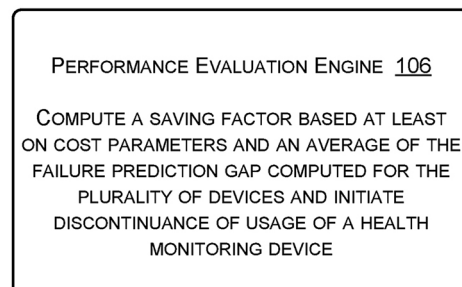 PERFORMANCE EVALUATION ENGINE 106
COMPUTE A SAVING FACTOR BASED AT LEAST
ON COST PARAMETERS AND AN AVERAGE OF THE
FAILURE PREDICTION GAP COMPUTED FOR THE
PLURALITY OF DEVICES AND INITIATE
DISCONTINUANCE OF USAGE OF A HEALTH
MONITORING DEVICE